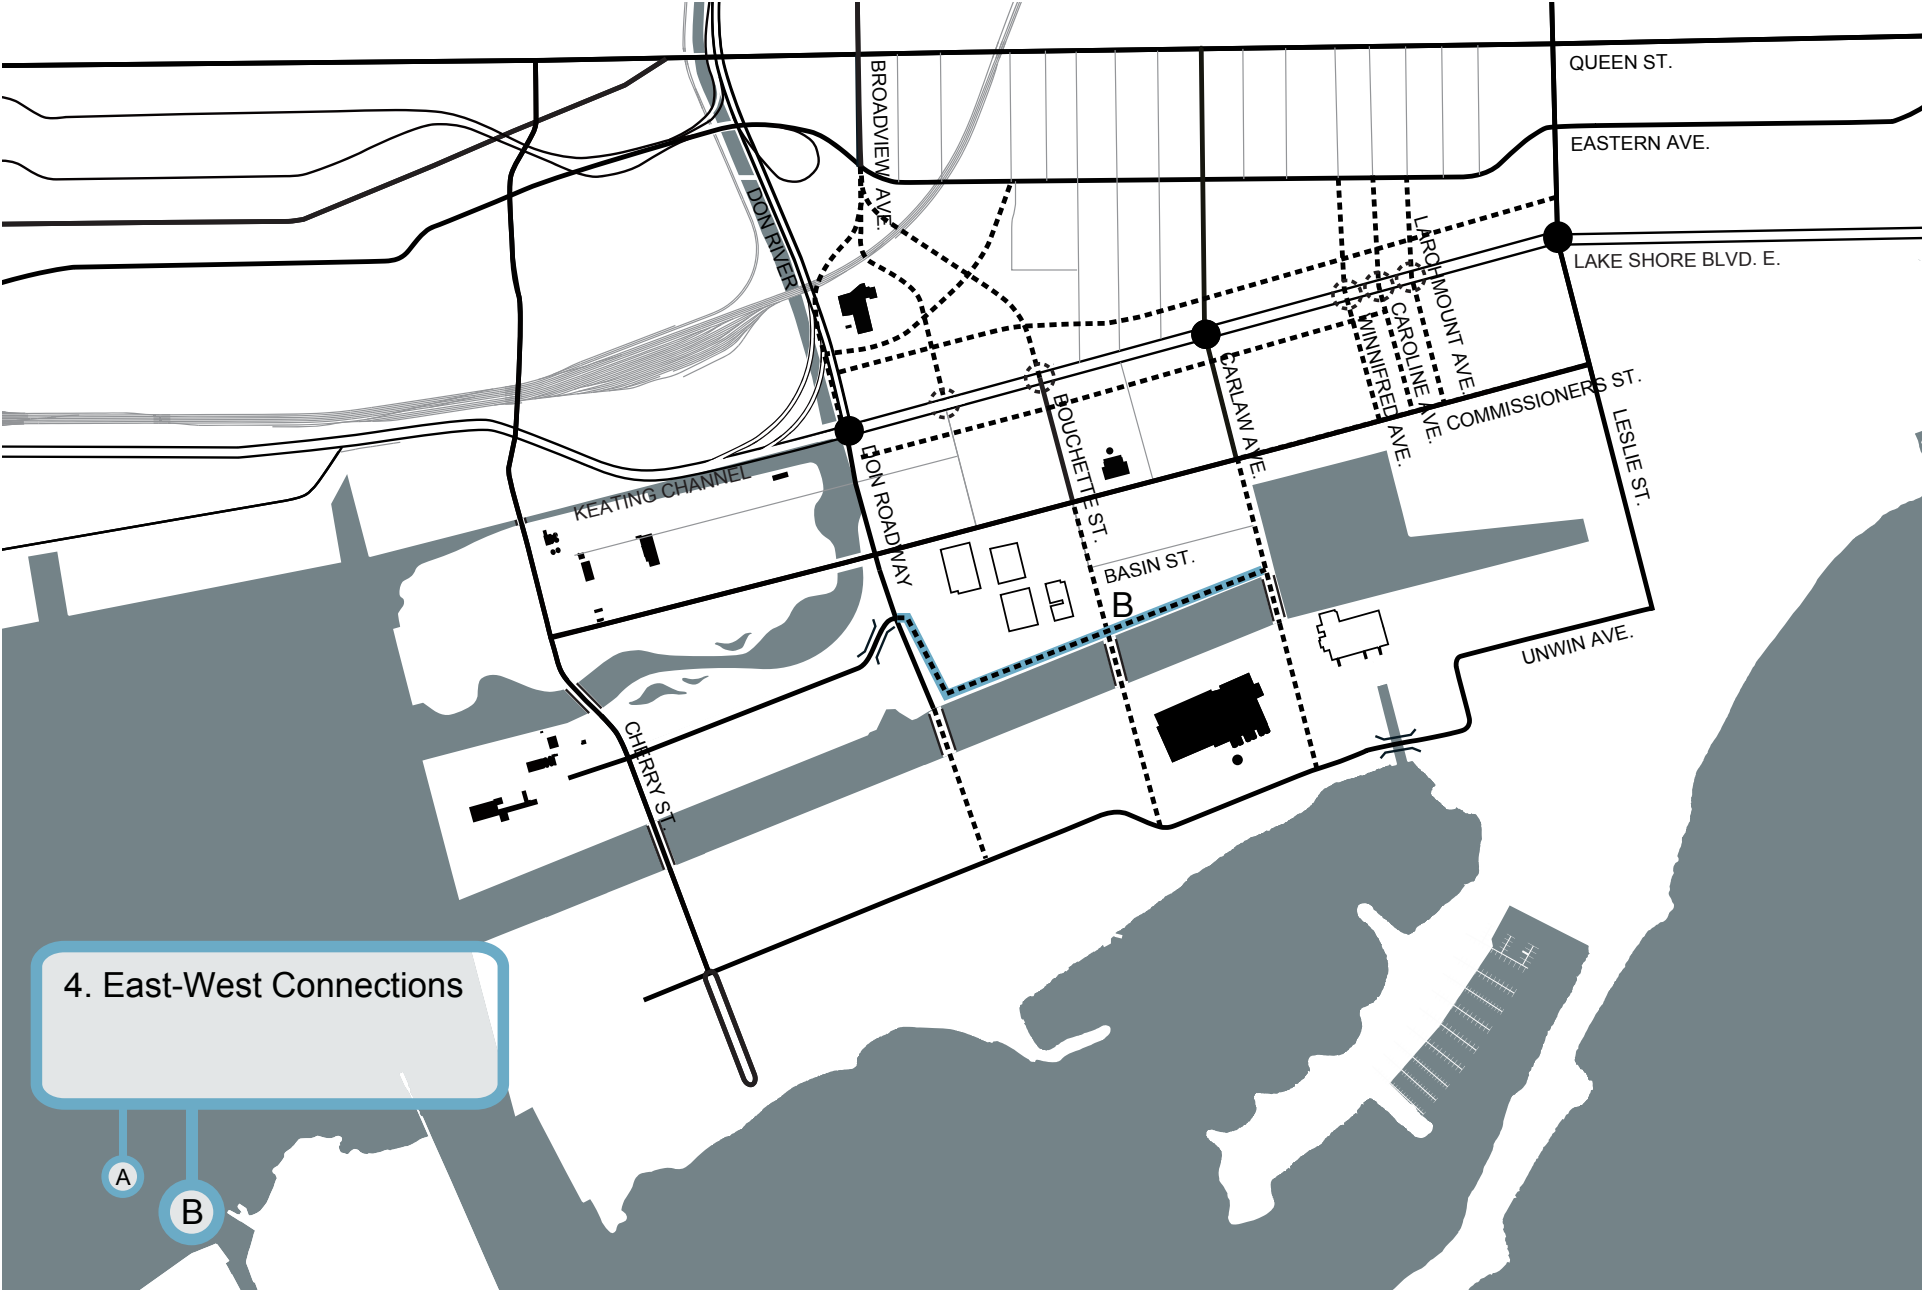 QUEEN ST.
BROADVIEW AVE.
EASTERN AVE.
DON RIVER
LARCHMOUNT AVE.
LAKE SHORE BLVD. E.
CAROLINE AVE.
WINNIFRED AVE.
CARLAW AVE.
COMMISSIONERS ST.
BOUCHETTE ST.
LESLIE ST.
DON ROADWAY
KEATING CHANNEL
BASIN ST.
B
UNWIN AVE.
CHERRY ST.
4. East-West Connections
A
B